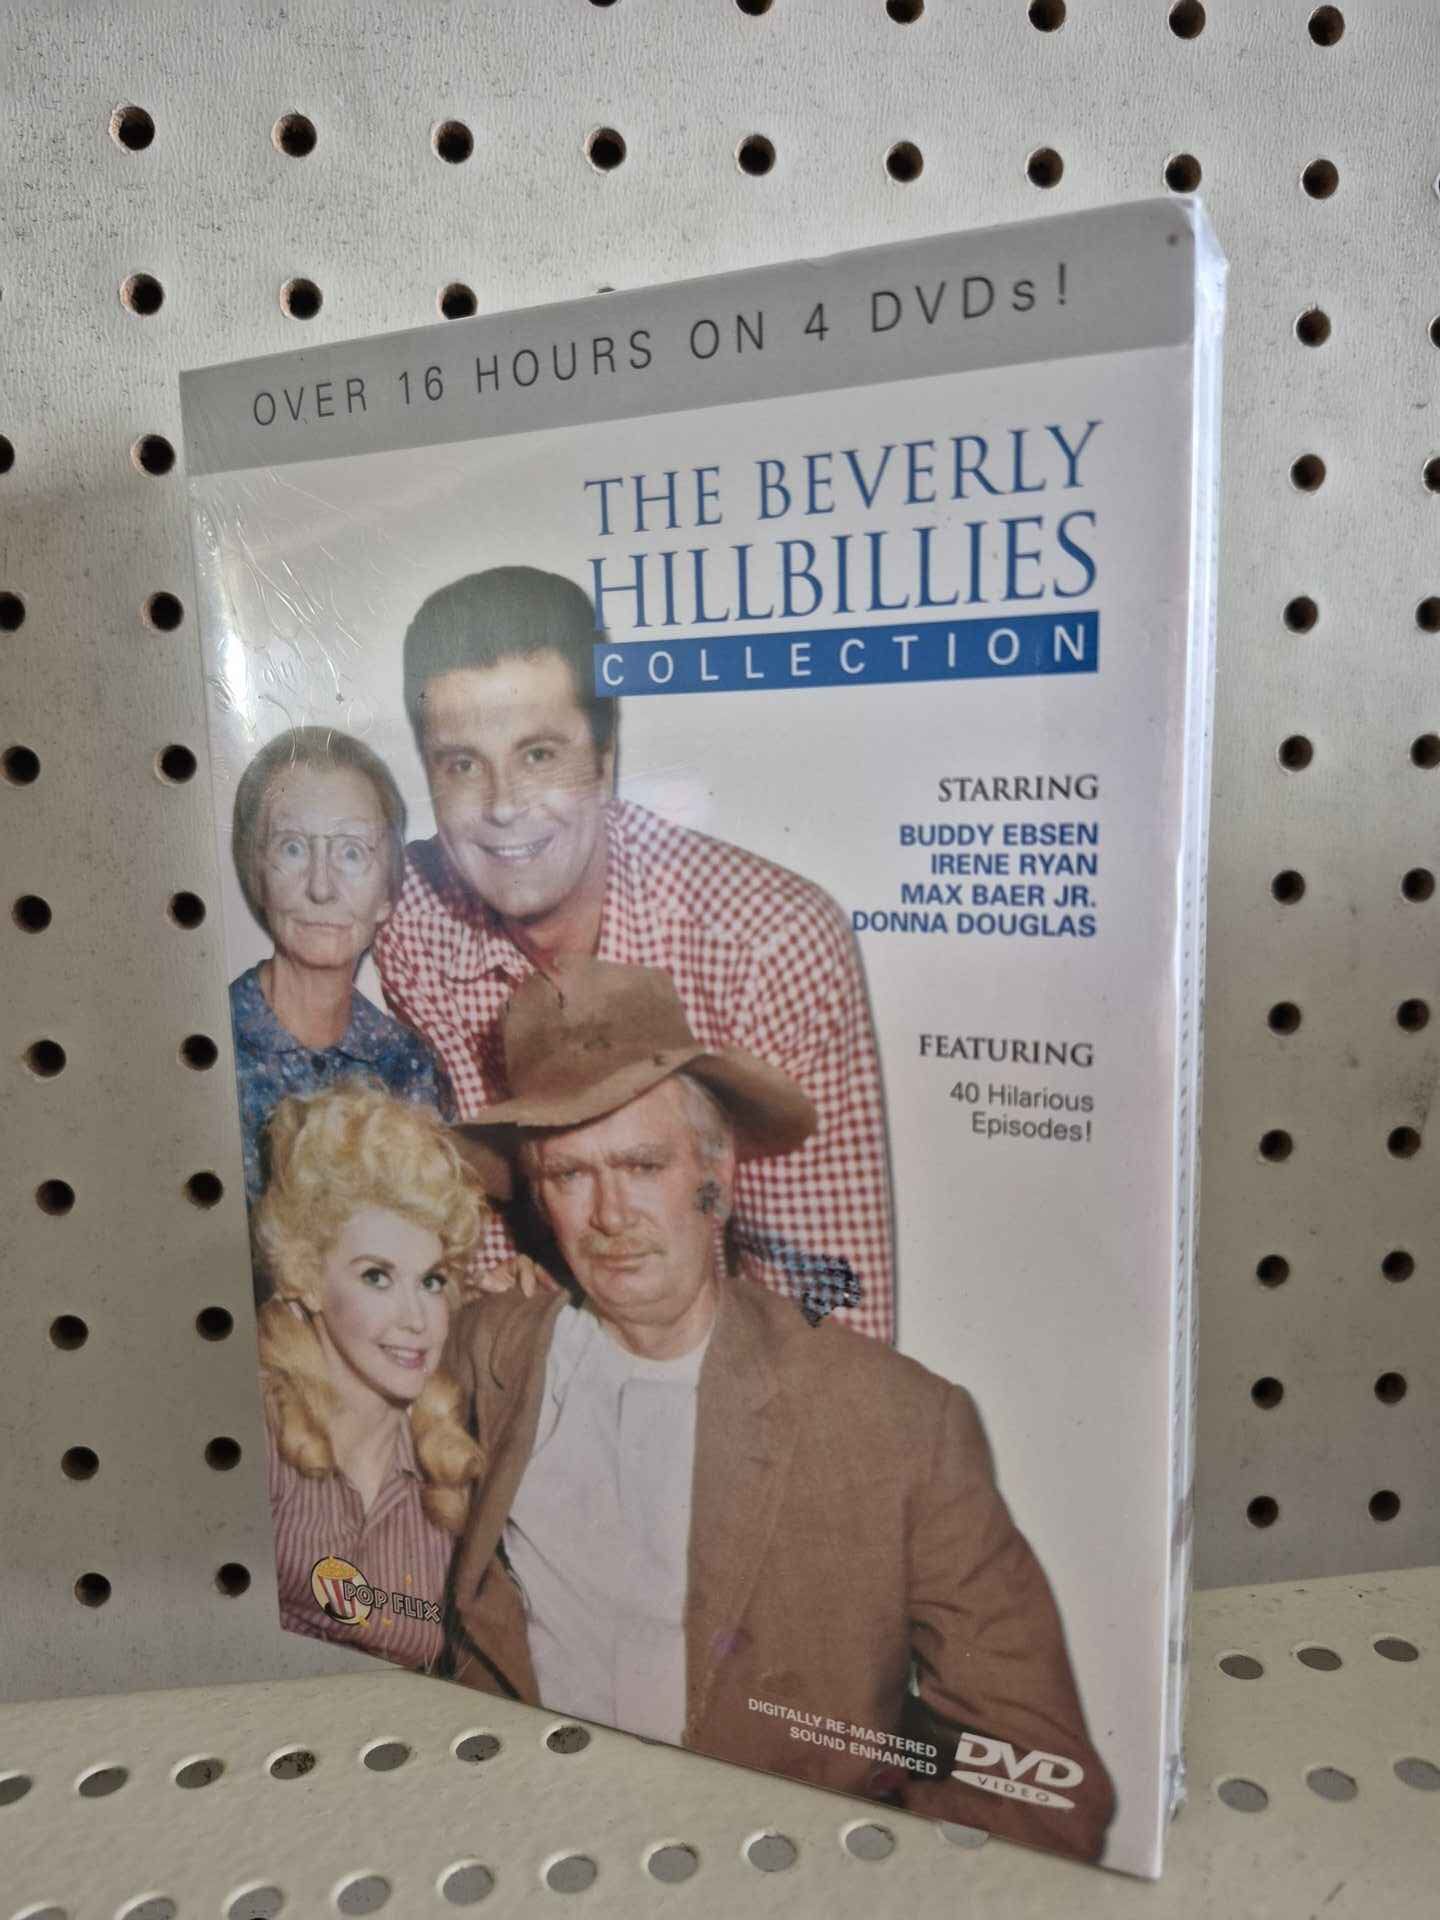 OVER 16 HOURS ON 4 DVDs!
THE BEVERLY
HILLBILLIES
COLLECTION
STARRING
BUDDY EBSEN
IRENE RYAN
MAX BAER JR.
DONNA DOUGLAS
FEATURING
40 Hilarious
Episodes!
POP FLIX
DIGITALLY RE-MASTERED
SOUND ENHANCED
DVD
VIDEO